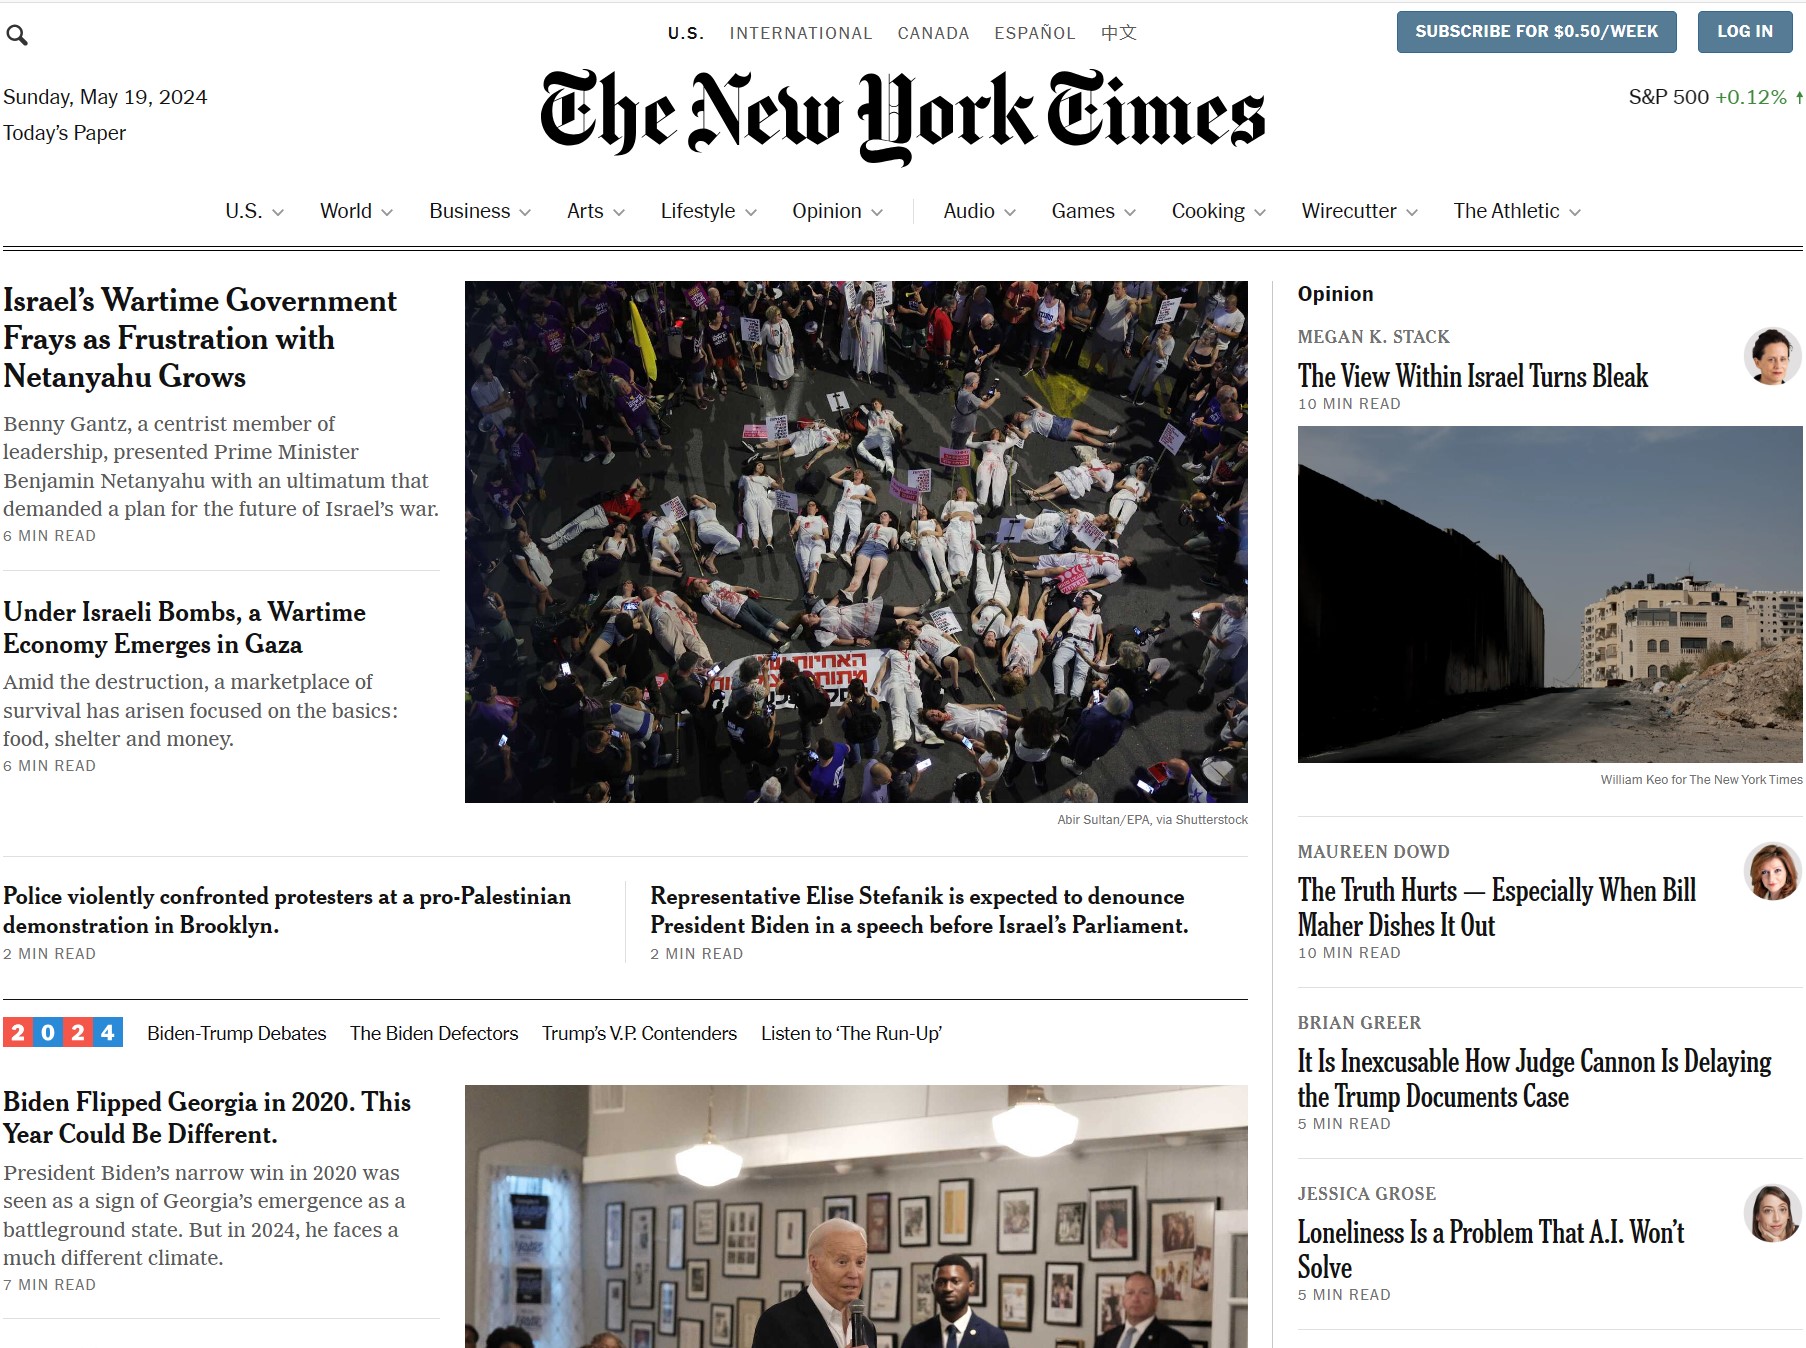 U.S. INTERNATIONAL CANADA ESPAÑOL 中文
SUBSCRIBE FOR $0.50/WEEK
LOG IN
Sunday, May 19, 2024
Today's Paper
The New York Times
S&P 500 +0.12%
U.S. World Business Arts Lifestyle Opinion Audio Games Cooking Wirecutter The Athletic
Israel's Wartime Government
Frays as Frustration with
Netanyahu Grows
Benny Gantz, a centrist member of
leadership, presented Prime Minister
Benjamin Netanyahu with an ultimatum that
demanded a plan for the future of Israel's war.
6 MIN READ
Under Israeli Bombs, a Wartime
Economy Emerges in Gaza
Amid the destruction, a marketplace of
survival has arisen focused on the basics:
food, shelter and money.
6 MIN READ
האחיות
Abir Sultan/EPA, via Shutterstock
Police violently confronted protesters at a pro-Palestinian
demonstration in Brooklyn.
2 MIN READ
Representative Elise Stefanik is expected to denounce
President Biden in a speech before Israel's Parliament.
2 MIN READ
2024
Biden-Trump Debates The Biden Defectors Trump's V.P. Contenders Listen to ‘The Run-Up’
Biden Flipped Georgia in 2020. This
Year Could Be Different.
President Biden's narrow win in 2020 was
seen as a sign of Georgia's emergence as a
battleground state. But in 2024, he faces a
much different climate.
7 MIN READ
Opinion
MEGAN K. STACK
The View Within Israel Turns Bleak
10 MIN READ
William Keo for The New York Times
MAUREEN DOWD
The Truth Hurts — Especially When Bill
Maher Dishes It Out
10 MIN READ
BRIAN GREER
It Is Inexcusable How Judge Cannon Is Delaying
the Trump Documents Case
5 MIN READ
JESSICA GROSE
Loneliness Is a Problem That A.I. Won't
Solve
5 MIN READ